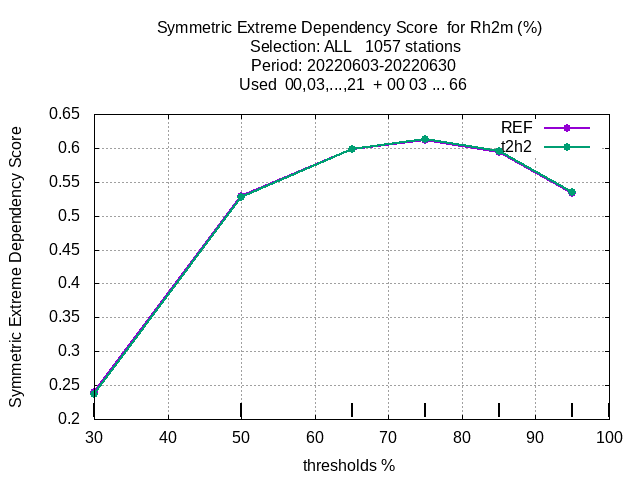 Symmetric Extreme Dependency Score  for Rh2m (%)
Selection: ALL   1057 stations
Period: 20220603-20220630
Used  00,03,...,21  + 00 03 ... 66
Symmetric Extreme Dependency Score
0.65
0.6
0.55
0.5
0.45
0.4
0.35
0.3
0.25
0.2
REF
t2h2
30 40 50 60 70 80 90 100
thresholds %